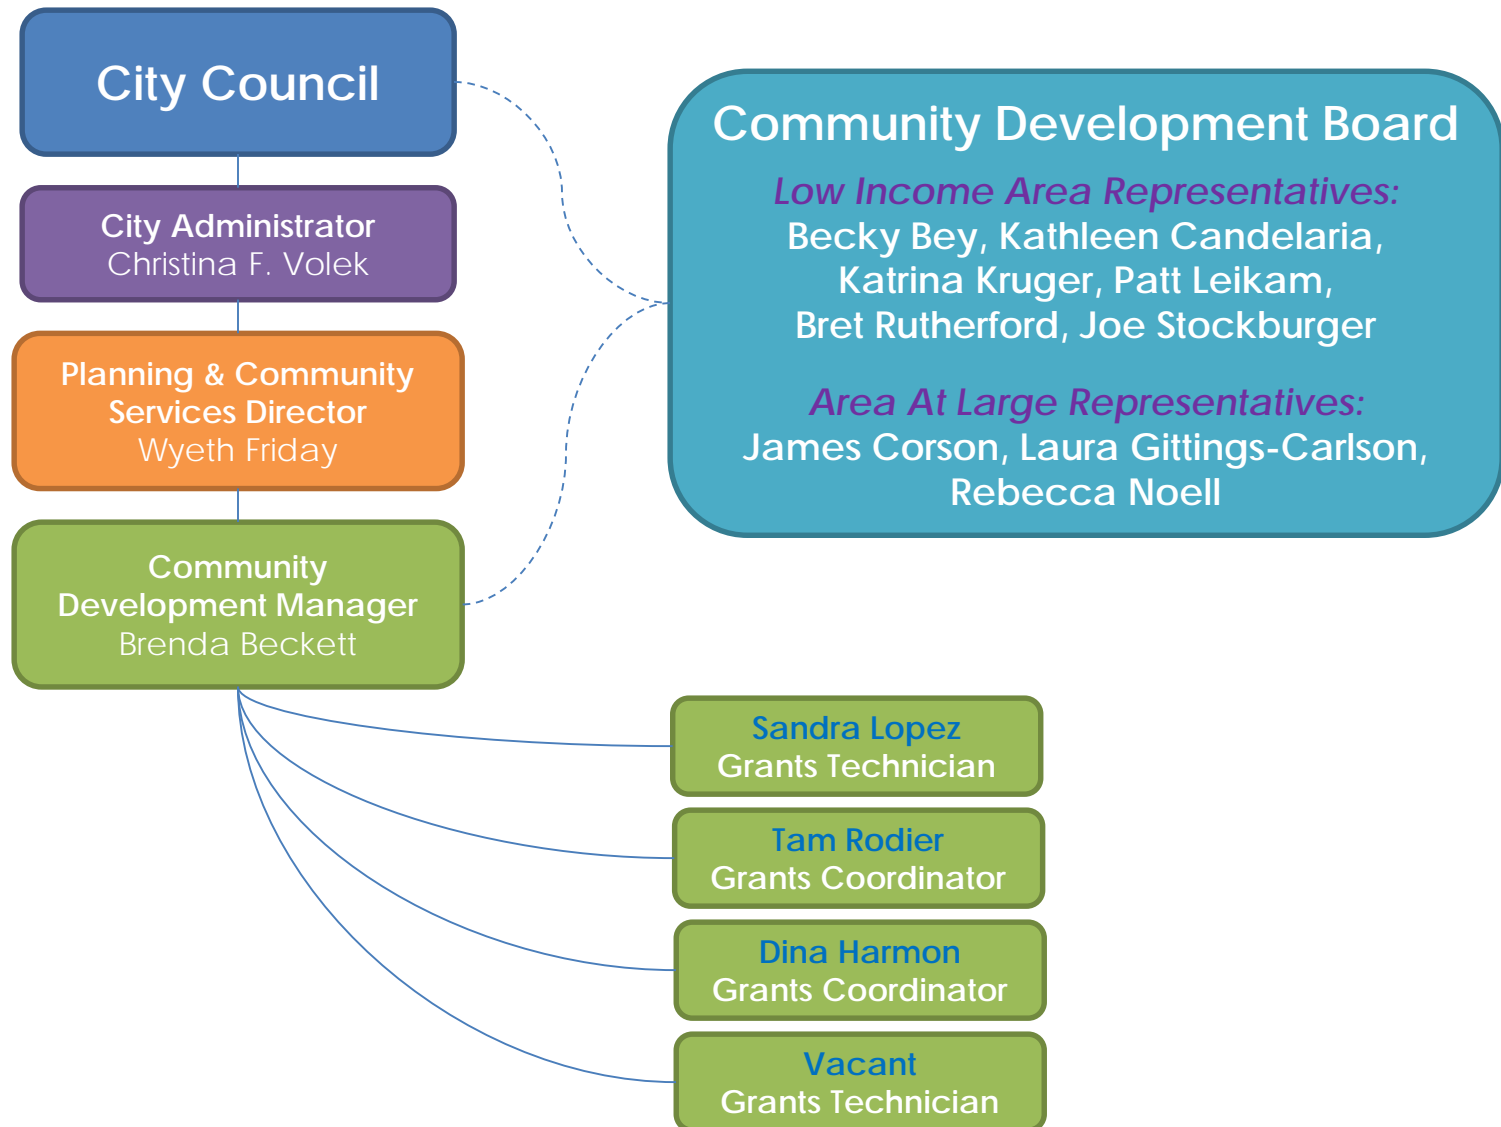 City Council
City Administrator
Christina F. Volek
Planning & Community
Services Director
Wyeth Friday
Community
Development Manager
Brenda Beckett
Community Development Board
Low Income Area Representatives:
Becky Bey, Kathleen Candelaria,
Katrina Kruger, Patt Leikam,
Bret Rutherford, Joe Stockburger
Area At Large Representatives:
James Corson, Laura Gittings-Carlson,
Rebecca Noell
Sandra Lopez
Grants Technician
Tam Rodier
Grants Coordinator
Dina Harmon
Grants Coordinator
Vacant
Grants Technician